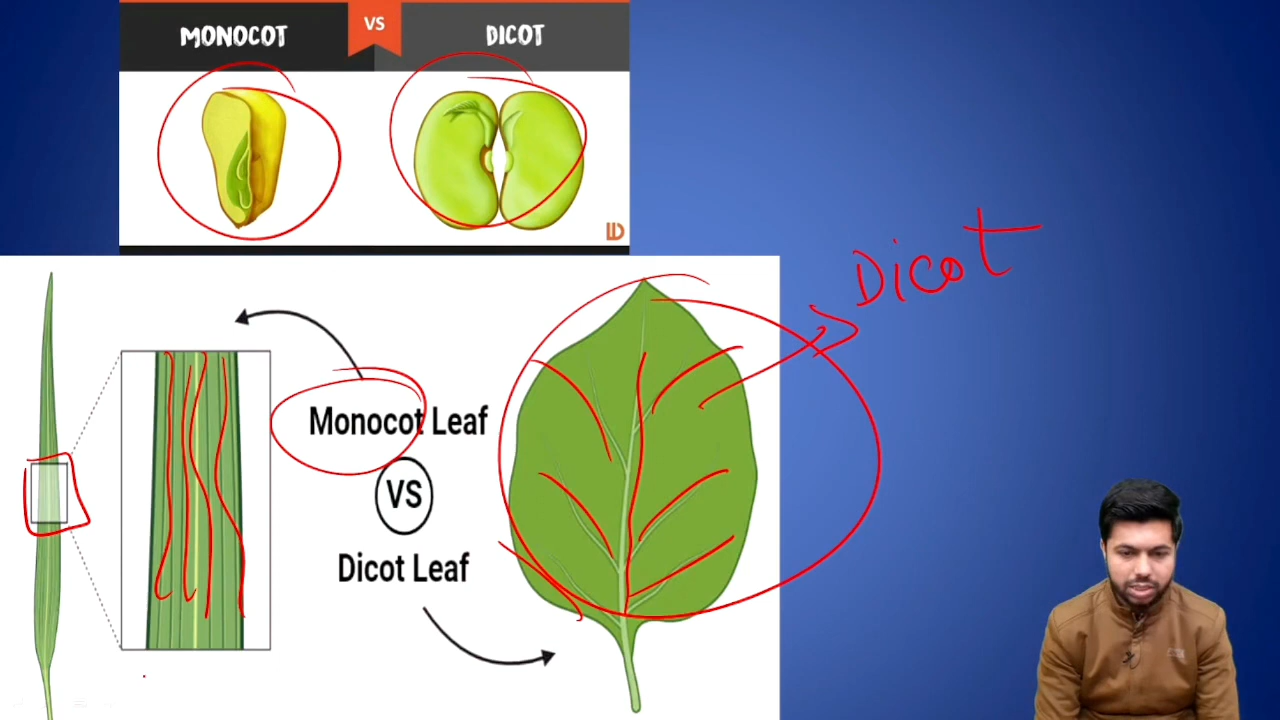 MONOCOT
VS
DICOT
Dicot
Monocot Leaf
VS
Dicot Leaf